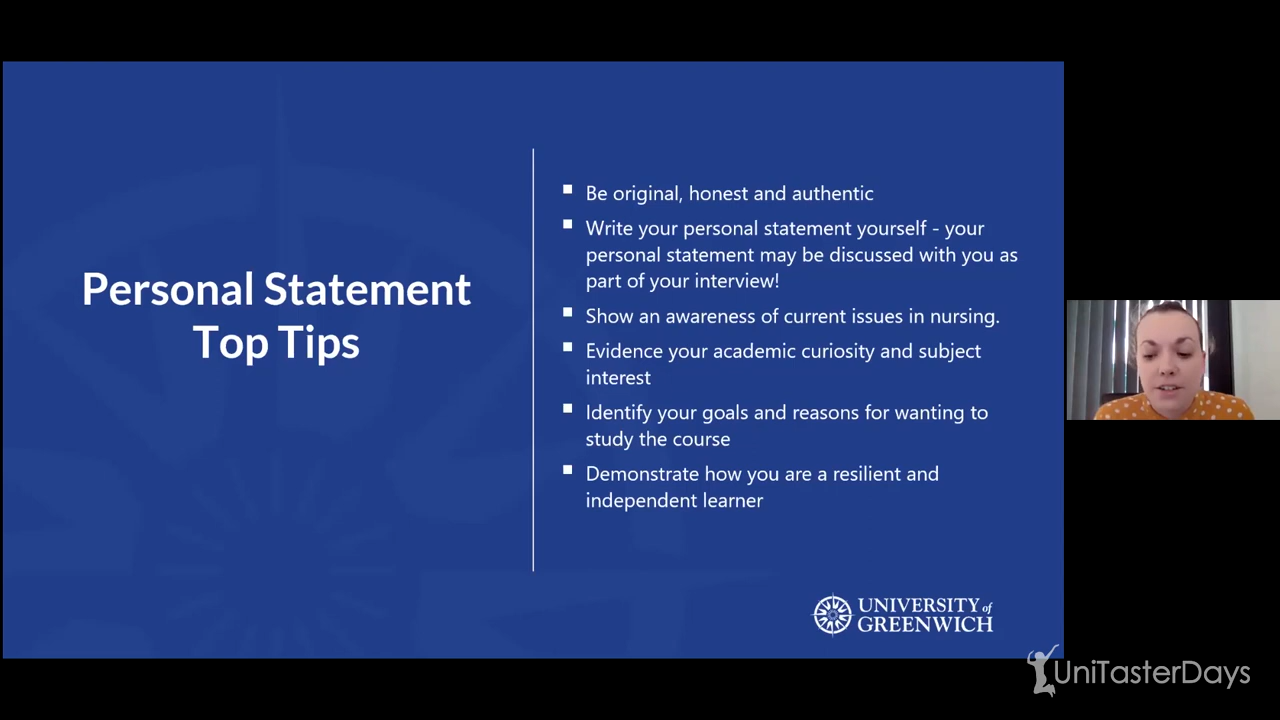 Personal Statement
Top Tips
Be original, honest and authentic
Write your personal statement yourself - your
personal statement may be discussed with you as
part of your interview!
Show an awareness of current issues in nursing.
Evidence your academic curiosity and subject
interest
Identify your goals and reasons for wanting to
study the course
Demonstrate how you are a resilient and
independent learner
UNIVERSITY of
GREENWICH
UniTasterDays